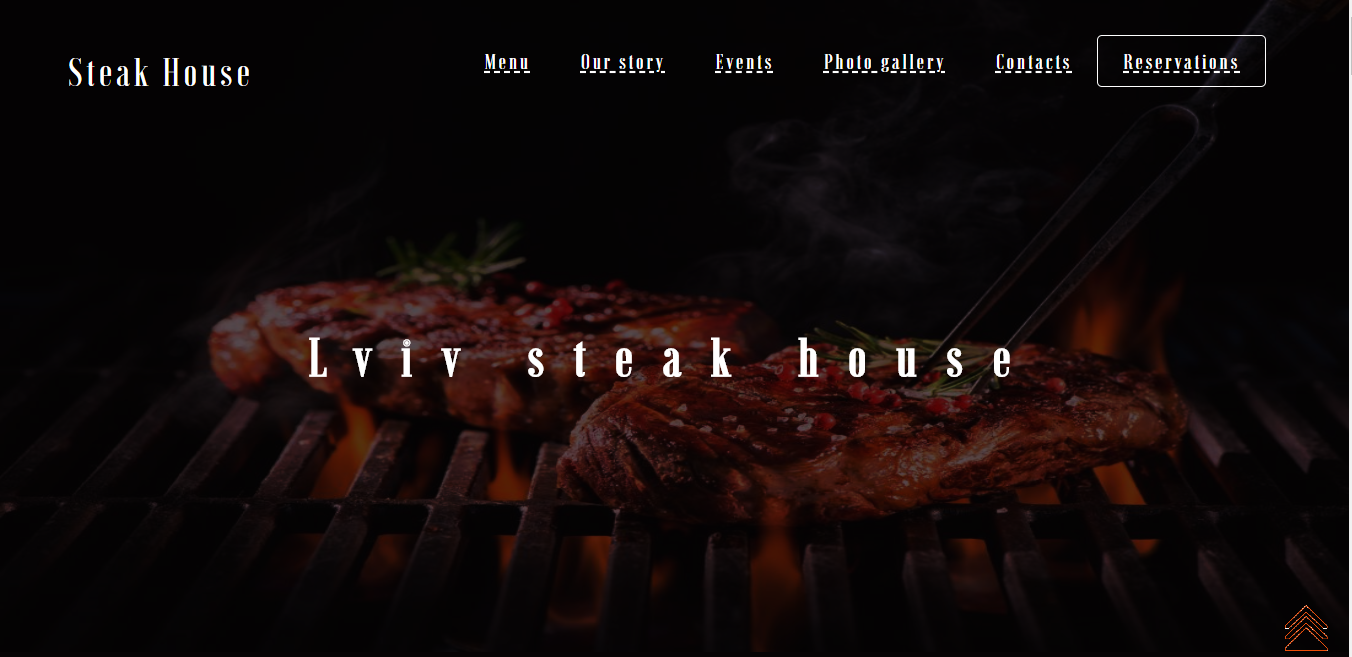 Steak House
Menu
Our story
Events
Photo gallery
Contacts
Reservations
Lviv steak house